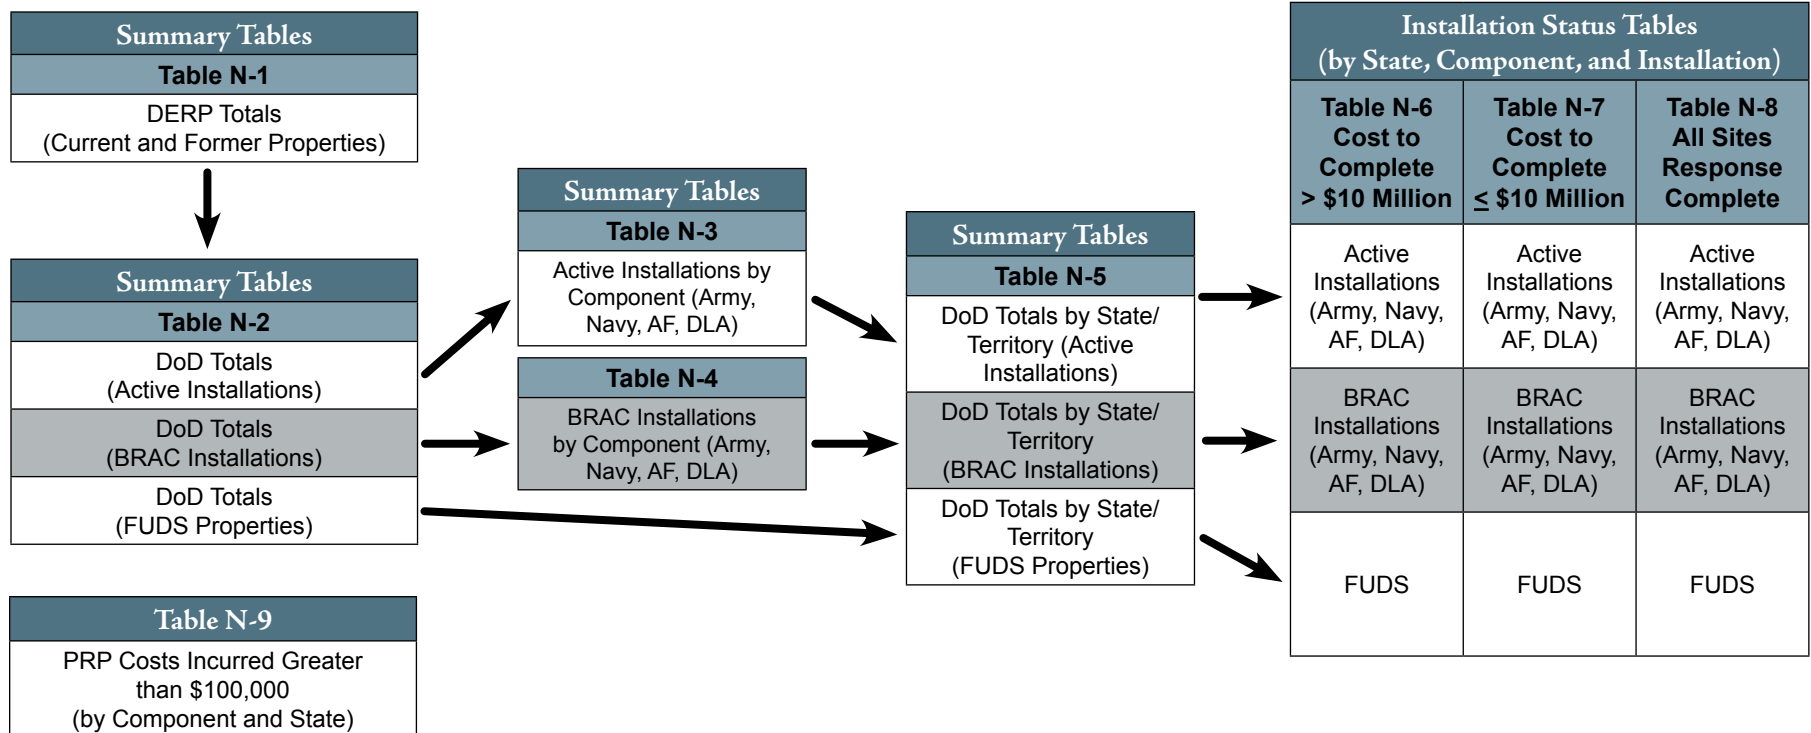 Summary Tables
Table N-1
DERP Totals
(Current and Former Properties)
Summary Tables
Table N-2
DoD Totals
(Active Installations)
DoD Totals
(BRAC Installations)
DoD Totals
(FUDS Properties)
Table N-9
PRP Costs Incurred Greater
than $100,000
(by Component and State)
Summary Tables
Table N-3
Active Installations by
Component (Army,
Navy, AF, DLA)
Table N-4
BRAC Installations
by Component (Army,
Navy, AF, DLA)
Summary Tables
Table N-5
DoD Totals by State/
Territory (Active
Installations)
DoD Totals by State/
Territory
(BRAC Installations)
DoD Totals by State/
Territory
(FUDS Properties)
Installation Status Tables
(by State, Component, and Installation)
Table N-6
Cost to
Complete
> $10 Million
Table N-7
Cost to
Complete
≤ $10 Million
Table N-8
All Sites
Response
Complete
Active
Installations
(Army, Navy,
AF, DLA)
Active
Installations
(Army, Navy,
AF, DLA)
Active
Installations
(Army, Navy,
AF, DLA)
BRAC
Installations
(Army, Navy,
AF, DLA)
BRAC
Installations
(Army, Navy,
AF, DLA)
BRAC
Installations
(Army, Navy,
AF, DLA)
FUDS
FUDS
FUDS